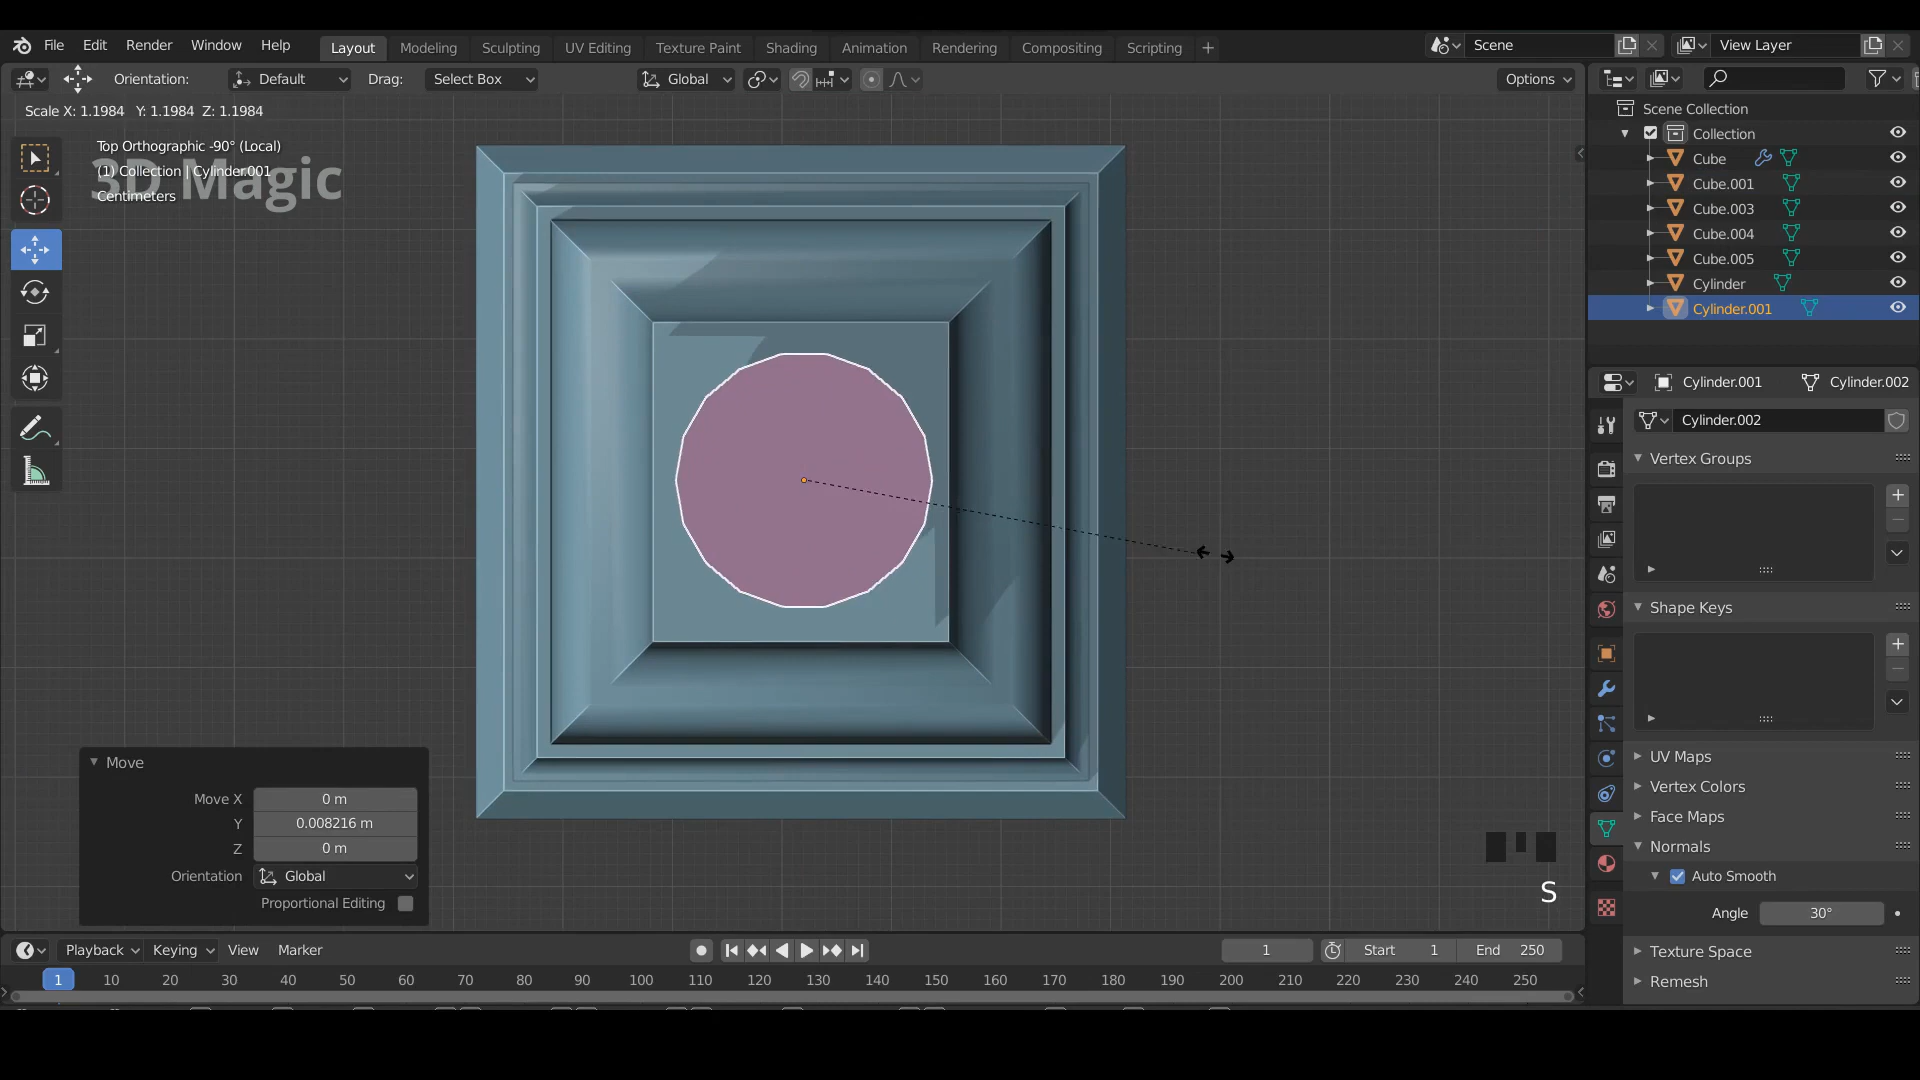 File Edit Render Window Help Layout Modeling Sculpting UV Editing Texture Paint Shading Animation Rendering Compositing Scripting + Scene View Layer
Orientation: Default Drag: Select Box Global Options
Scale X: 1.1984 Y: 1.1984 Z: 1.1984
Top Orthographic -90° (Local)
3D Magic
(1) Collection | Cylinder.001
Centimeters
Scene Collection
Collection
Cube
Cube.001
Cube.003
Cube.004
Cube.005
Cylinder
Cylinder.001
Cylinder.001 Cylinder.002
Cylinder.002
Vertex Groups
Shape Keys
UV Maps
Vertex Colors
Face Maps
Normals
Auto Smooth
Angle 30°
Texture Space
Remesh
Move
Move X 0 m
Y 0.008216 m
Z 0 m
Orientation Global
Proportional Editing
S
Playback Keying View Marker 1 Start 1 End 250
1 10 20 30 40 50 60 70 80 90 100 110 120 130 140 150 160 170 180 190 200 210 220 230 240 250